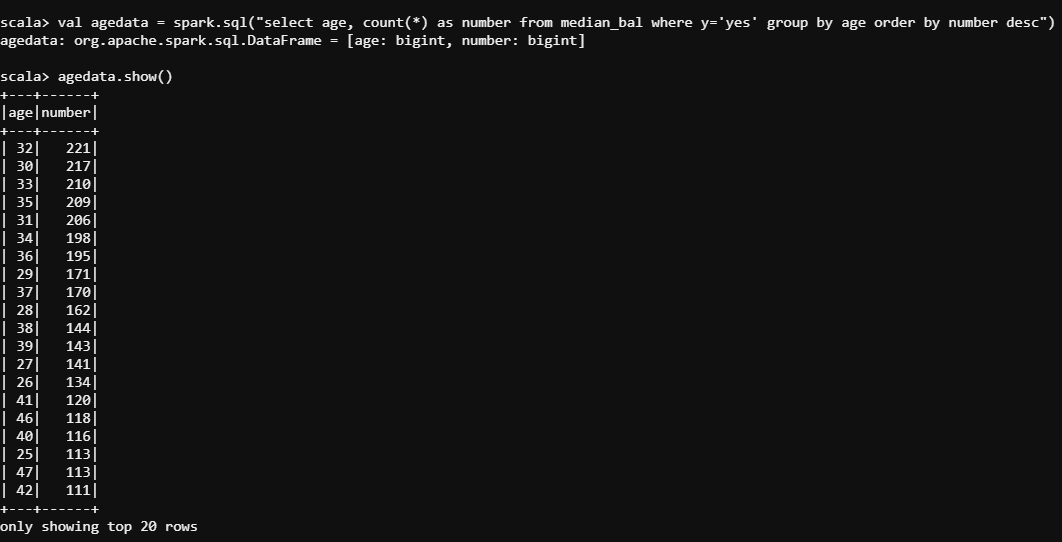 scala> val agedata = spark.sql("select age, count(*) as number from median_bal where y='yes' group by age order by number desc")
agedata: org.apache.spark.sql.DataFrame = [age: bigint, number: bigint]

scala> agedata.show()
+---+------+
|age|number|
+---+------+
| 32|   221|
| 30|   217|
| 33|   210|
| 35|   209|
| 31|   206|
| 34|   198|
| 36|   195|
| 29|   171|
| 37|   170|
| 28|   162|
| 38|   144|
| 39|   143|
| 27|   141|
| 26|   134|
| 41|   120|
| 46|   118|
| 40|   116|
| 25|   113|
| 47|   113|
| 42|   111|
+---+------+
only showing top 20 rows